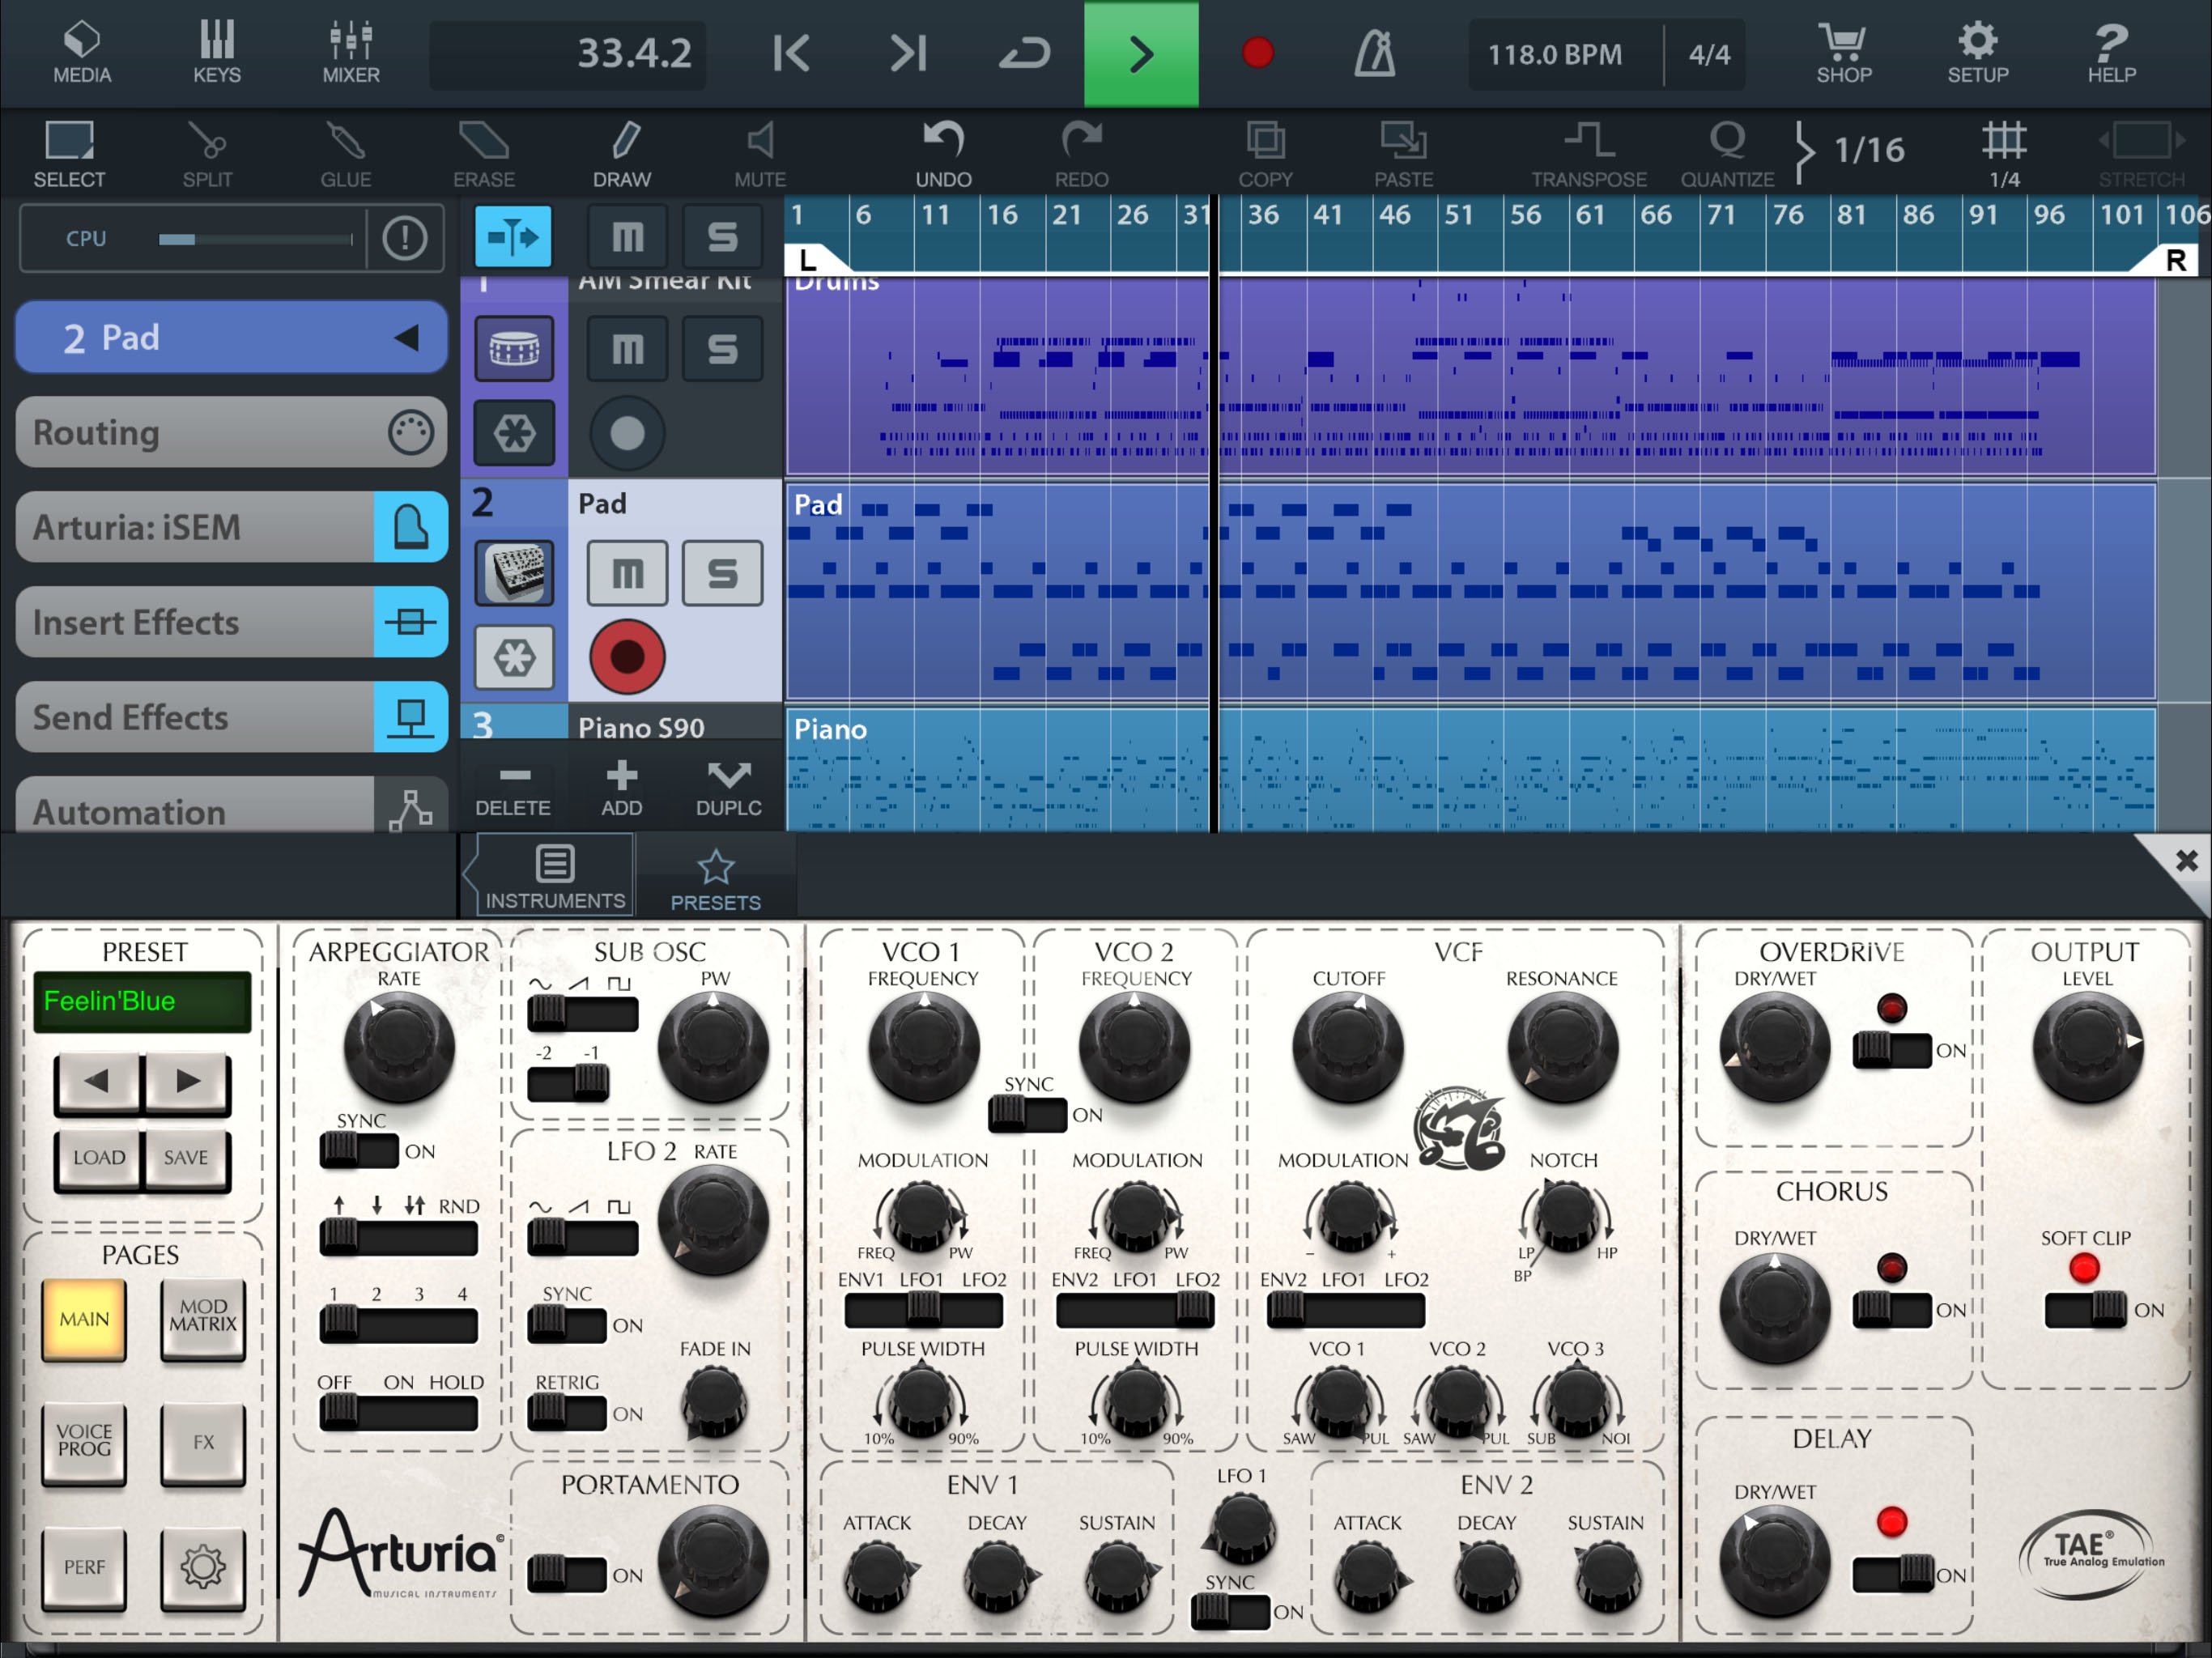 33.4.2
118.0 BPM 4/4
MEDIA KEYS MIXER SHOP SETUP HELP
1/16
SELECT SPLIT GLUE ERASE DRAW MUTE UNDO REDO COPY PASTE TRANSPOSE QUANTIZE 1/4 STRETCH
1 6 11 16 21 26 31 36 41 46 51 56 61 66 71 76 81 86 91 96 101 106
CPU
m S
L R
1 AM Smear Kit
Drums
2 Pad
m S
Routing
2 Pad
Pad
Arturia: iSEM
m S
Insert Effects
Send Effects
3 Piano S90
Piano
Automation
DELETE ADD DUPLC
INSTRUMENTS PRESETS
PRESET
Feelin'Blue
LOAD SAVE
PAGES
MAIN
MOD MATRIX
VOICE PROG
FX
PERF
ARPEGGIATOR
RATE
SYNC
ON
RND
1 2 3 4
OFF ON HOLD
Arturia©
MUSICAL INSTRUMENTS
SUB OSC
PW
-2 -1
LFO 2 RATE
SYNC
ON
FADE IN
RETRIG
ON
PORTAMENTO
ON
VCO 1
FREQUENCY
SYNC
ON
MODULATION
FREQ PW
ENV1 LFO1 LFO2
PULSE WIDTH
10% 90%
VCO 2
FREQUENCY
MODULATION
FREQ PW
ENV2 LFO1 LFO2
PULSE WIDTH
10% 90%
VCF
CUTOFF RESONANCE
MODULATION NOTCH
- +
LP HP
BP
ENV2 LFO1 LFO2
VCO 1 VCO 2 VCO 3
SAW PUL SAW PUL SUB NOI
ENV 1
ATTACK DECAY SUSTAIN
LFO 1
SYNC
ON
ENV 2
ATTACK DECAY SUSTAIN
OVERDRIVE
DRY/WET
ON
CHORUS
DRY/WET
ON
DELAY
DRY/WET
ON
OUTPUT
LEVEL
SOFT CLIP
ON
TAE®
True Analog Emulation